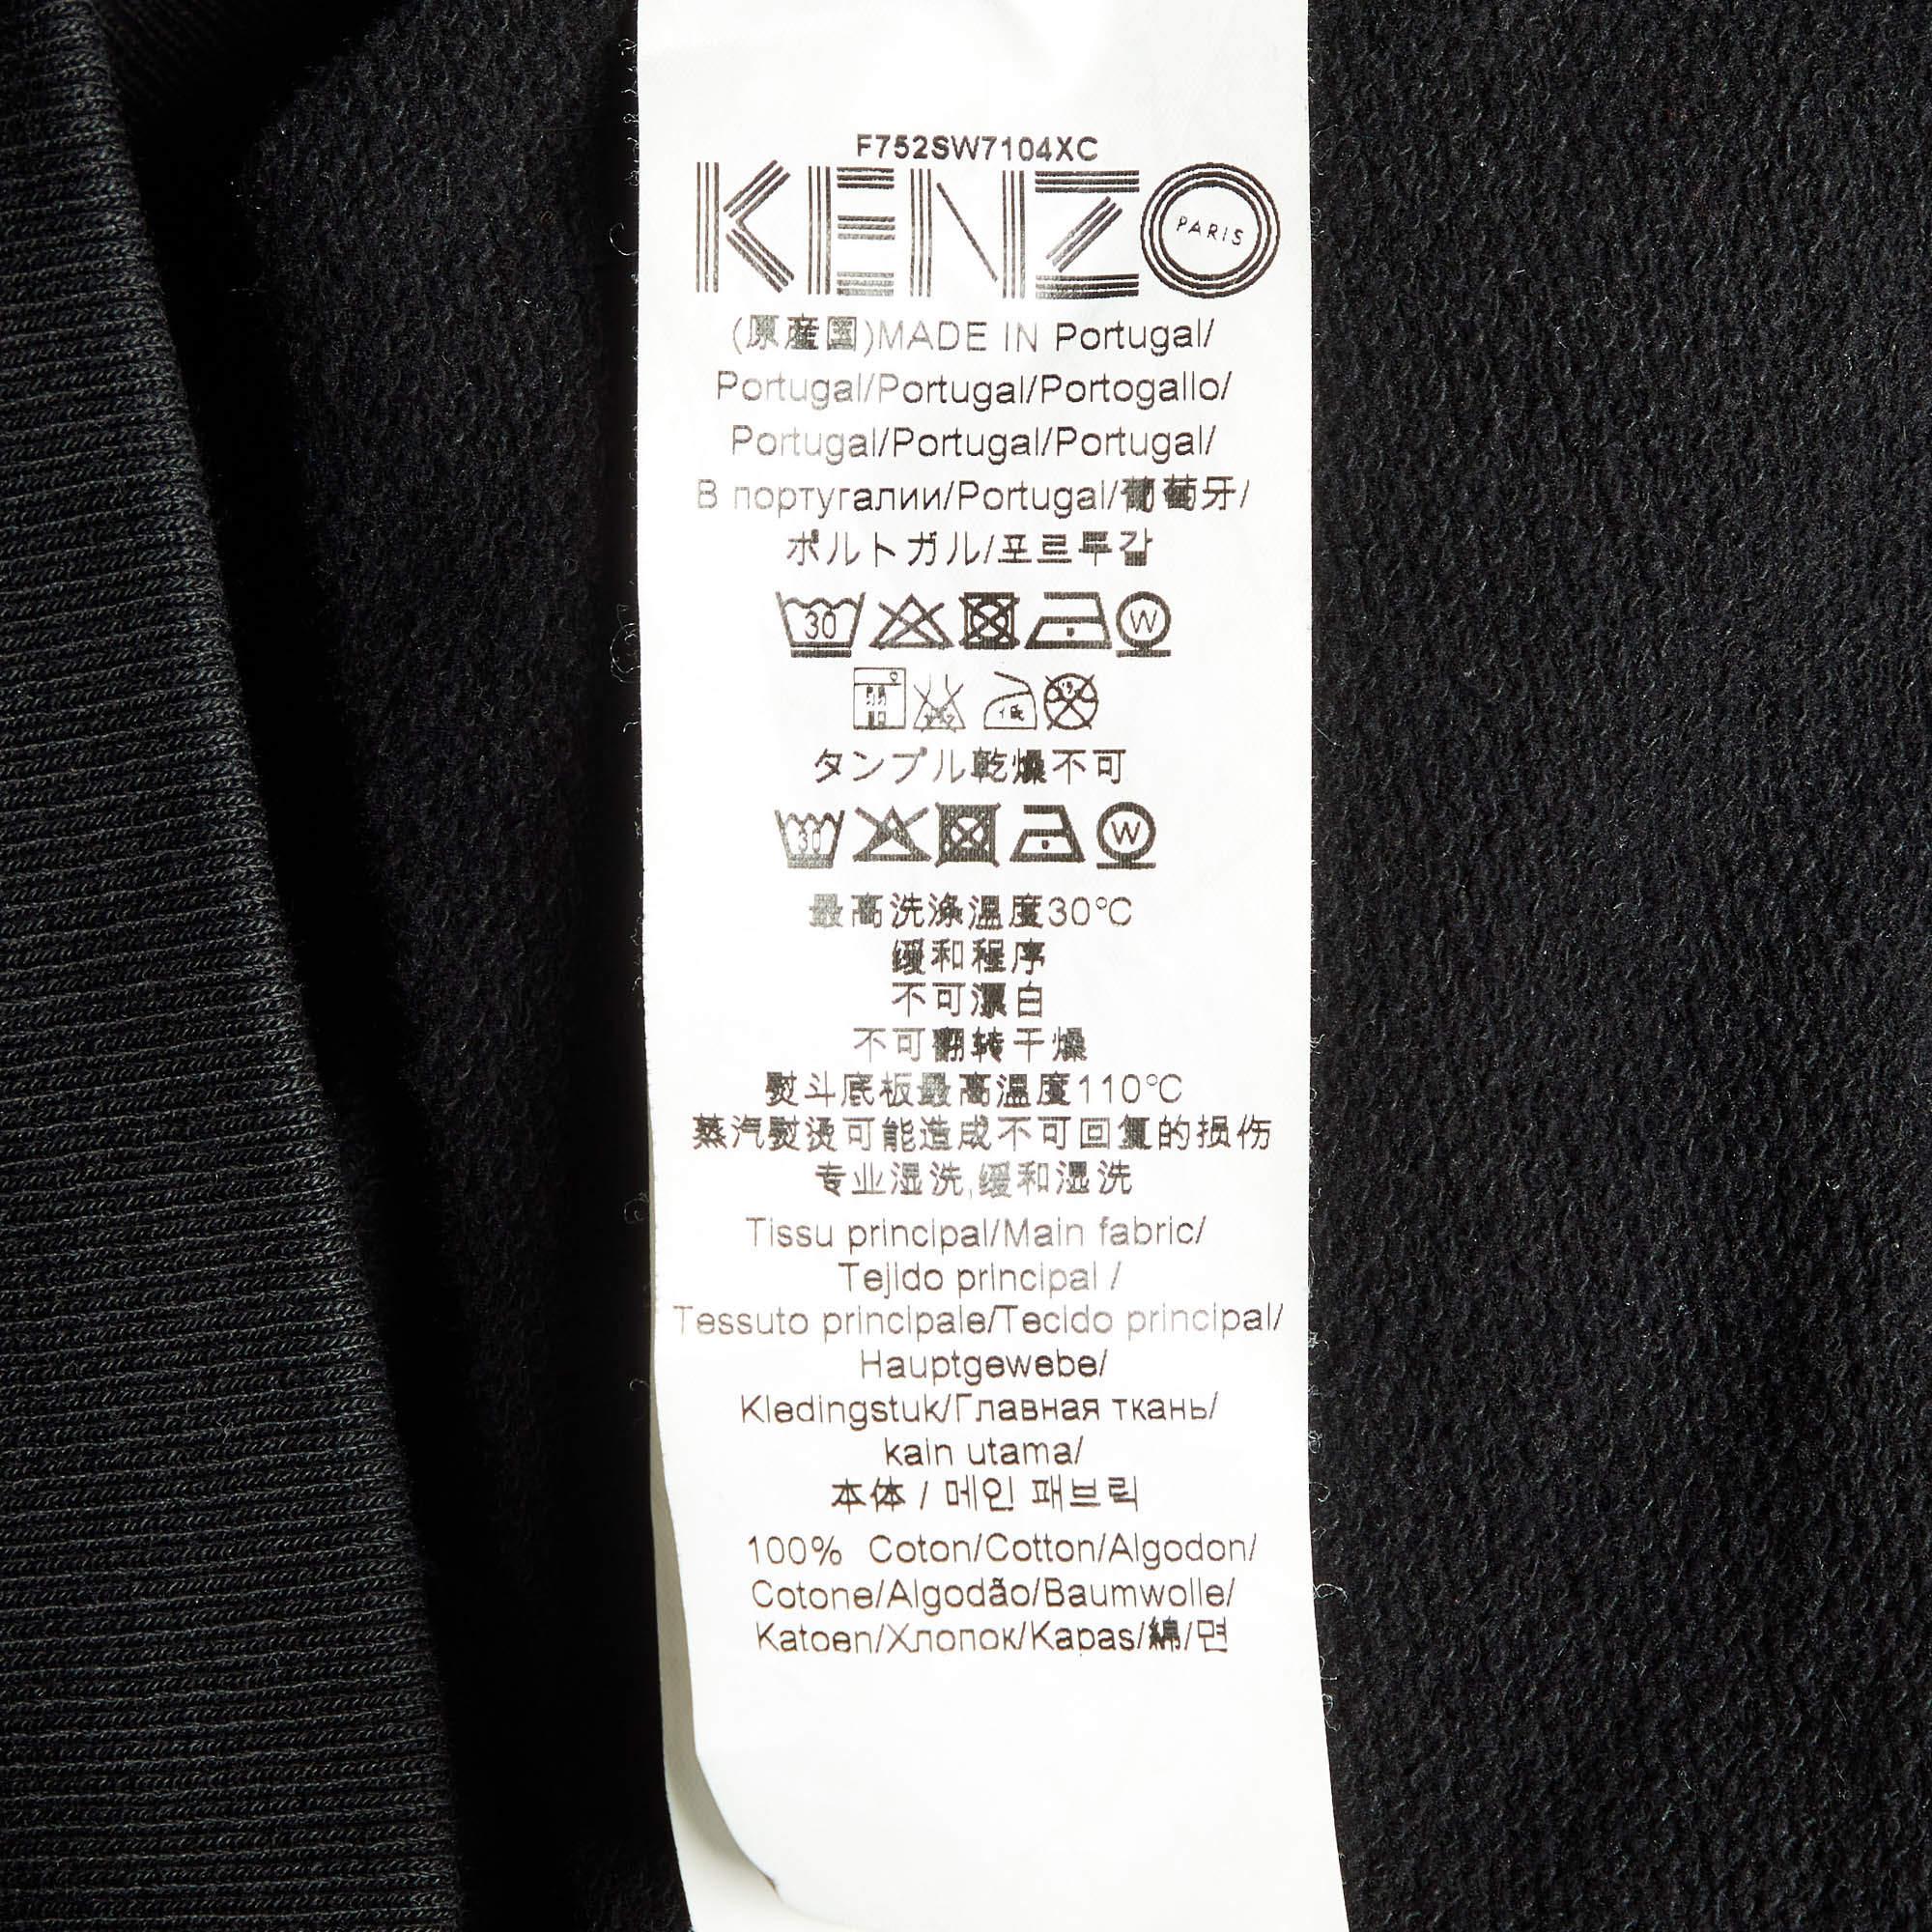 F752SW7104XC
KENZO PARIS
(原産国)MADE IN Portugal/
Portugal/Portugal/Portogallo/
Portugal/Portugal/Portugal/
В португалии/Portugal/葡萄牙/
ポルトガル/포르투갈
30 W
タンブル乾燥不可
30 W
最高洗涤温度30°C
缓和程序
不可漂白
不可翻转干燥
熨斗底板最高温度110°C
蒸汽熨烫可能造成不可回复的损伤
专业湿洗,缓和湿洗
Tissu principal/Main fabric/
Tejido principal /
Tessuto principale/Tecido principal/
Hauptgewebe/
Kledingstuk/Главная ткань/
kain utama/
本体 / 메인 패브릭
100% Coton/Cotton/Algodon/
Cotone/Algodão/Baumwolle/
Katoen/Хлопок/Kapas/綿/면